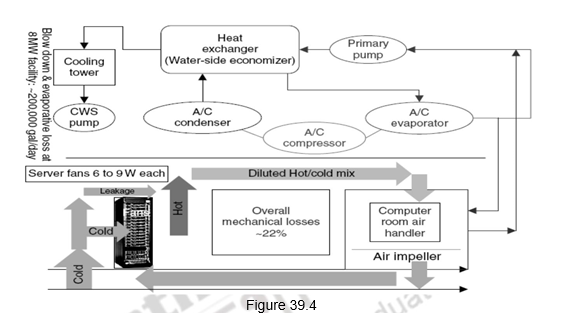 Blow down & evaporative loss at
8MW facility: ~200,000 gal/day
Cooling
tower
CWS
pump
Heat
exchanger
(Water-side economizer)
Primary
pump
A/C
condenser
A/C
compressor
A/C
evaporator
Server fans 6 to 9 W each
Leakage
Cold
Cold
Hot
Diluted Hot/cold mix
Overall
mechanical losses
~22%
Computer
room air
handler
Air impeller
Figure 39.4